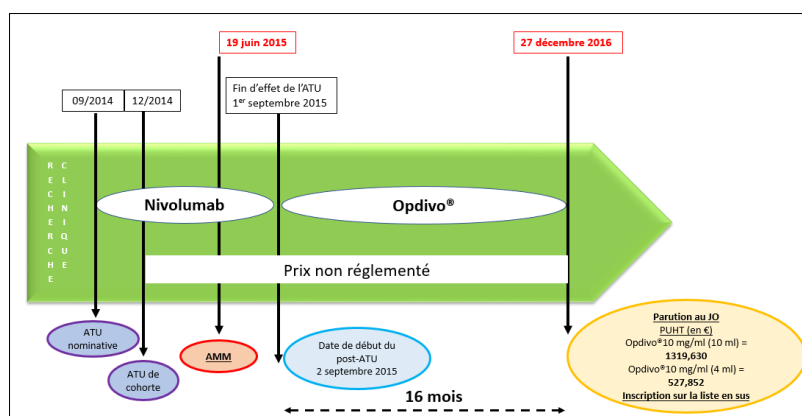 19 juin 2015
27 décembre 2016
Fin d'effet de l'ATU
1er septembre 2015
09/2014
12/2014
RECHERCHE
CLINIQUE
Nivolumab
Opdivo®
Prix non réglementé
ATU
nominative
ATU de
cohorte
AMM
Date de début du
post-ATU
2 septembre 2015
Parution au JO
PUHT (en €)
Opdivo®10 mg/ml (10 ml) =
1319,630
Opdivo®10 mg/ml (4 ml) =
527,852
Inscription sur la liste en sus
16 mois